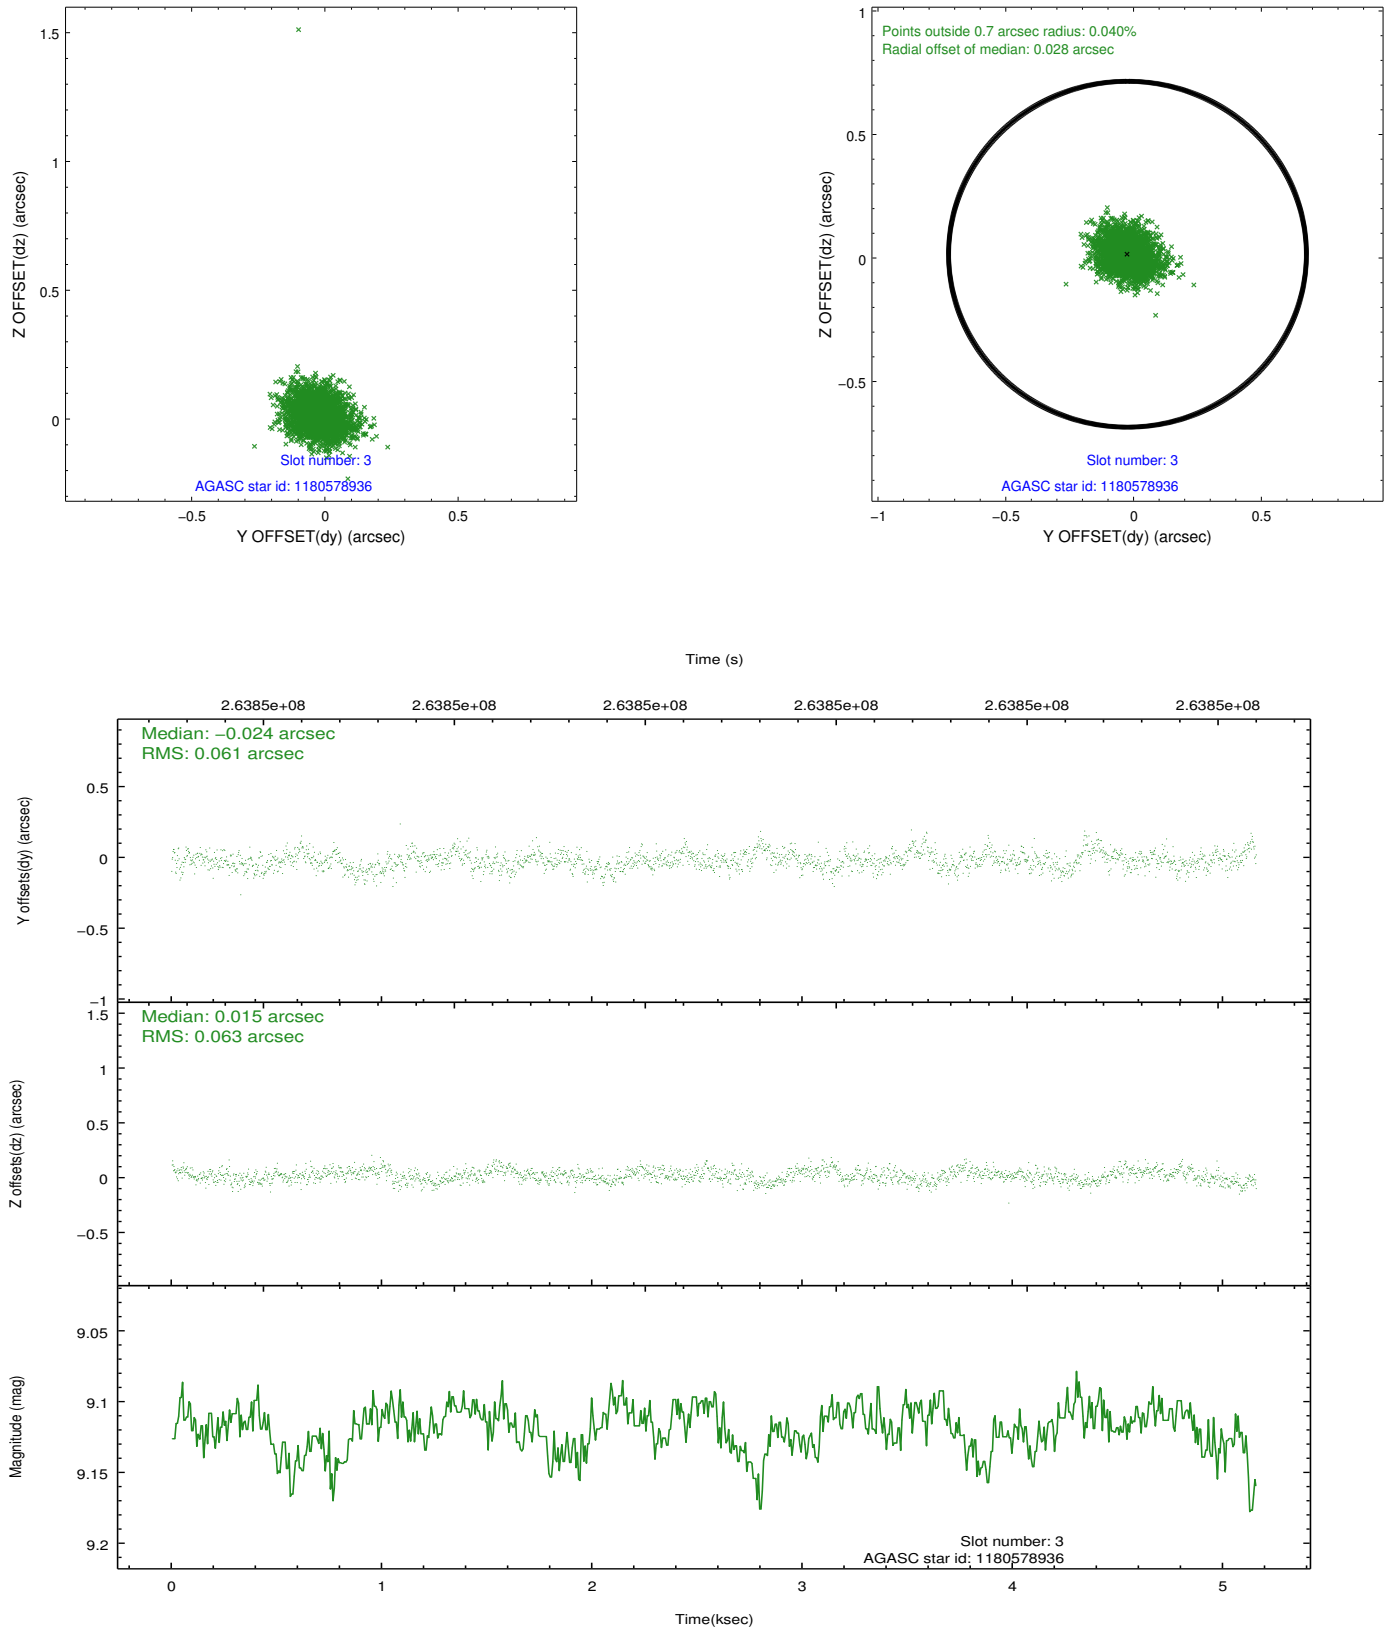 1.5
1
0.5
0
Z OFFSET(dz) (arcsec)
Slot number: 3
AGASC star id: 1180578936
−0.5
0
0.5
Y OFFSET(dy) (arcsec)
Points outside 0.7 arcsec radius: 0.040%
Radial offset of median: 0.028 arcsec
1
0.5
0
−0.5
Z OFFSET(dz) (arcsec)
Slot number: 3
AGASC star id: 1180578936
−1
−0.5
0
0.5
Y OFFSET(dy) (arcsec)
Time (s)
2.6385e+08
2.6385e+08
2.6385e+08
2.6385e+08
2.6385e+08
2.6385e+08
Median: −0.024 arcsec
RMS: 0.061 arcsec
0.5
0
−0.5
−1
Y offsets(dy) (arcsec)
Median: 0.015 arcsec
RMS: 0.063 arcsec
1.5
1
0.5
0
−0.5
Z offsets(dz) (arcsec)
9.05
9.1
9.15
9.2
Magnitude (mag)
Slot number: 3
AGASC star id: 1180578936
0
1
2
3
4
5
Time(ksec)